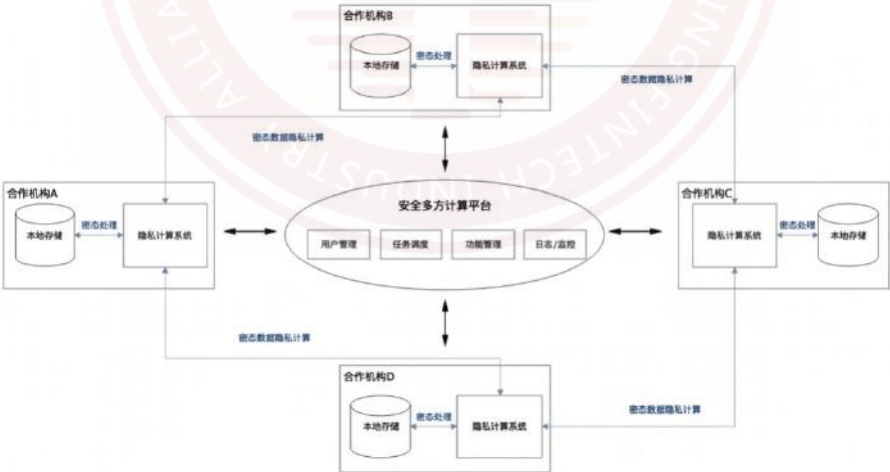 合作机构B
本地存储
密态处理
隐私计算系统
密态数据隐私计算
密态数据隐私计算
合作机构A
本地存储
密态处理
隐私计算系统
安全多方计算平台
用户管理
任务调度
功能管理
日志/监控
合作机构C
隐私计算系统
密态处理
本地存储
密态数据隐私计算
密态数据隐私计算
合作机构D
本地存储
密态处理
隐私计算系统
ING FINTECH INDUSTRY ALLIA